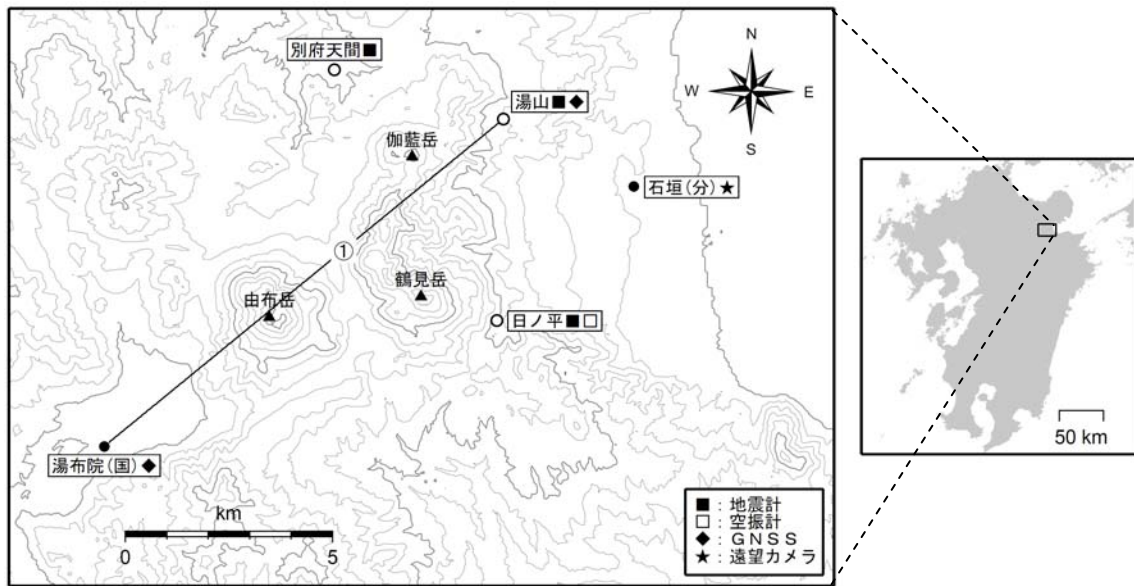 別府天間■
N
湯山■◆
W
E
伽藍岳
S
石垣(分)★
①
鶴見岳
由布岳
日ノ平■□
湯布院(国)◆
km
0
5
■：地震計
□：空振計
◆：GNSS
★：遠望カメラ
50 km